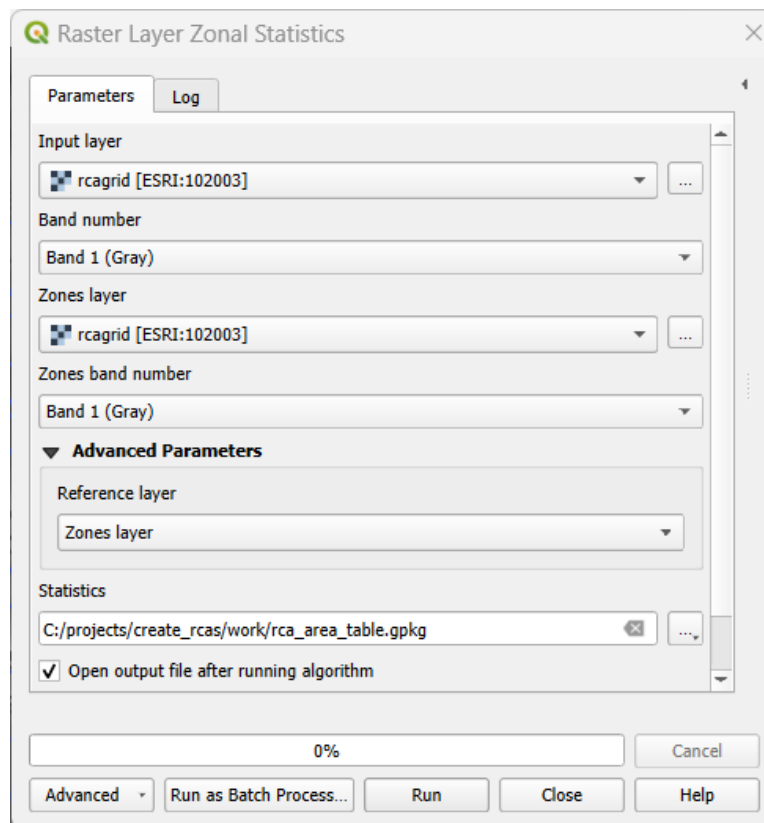 Raster Layer Zonal Statistics
Parameters Log
Input layer
rcagrid [ESRI:102003]
...
Band number
Band 1 (Gray)
Zones layer
rcagrid [ESRI:102003]
...
Zones band number
Band 1 (Gray)
Advanced Parameters
Reference layer
Zones layer
Statistics
C:/projects/create_rcas/work/rca_area_table.gpkg
...
Open output file after running algorithm
0% Cancel
Advanced Run as Batch Process... Run Close Help